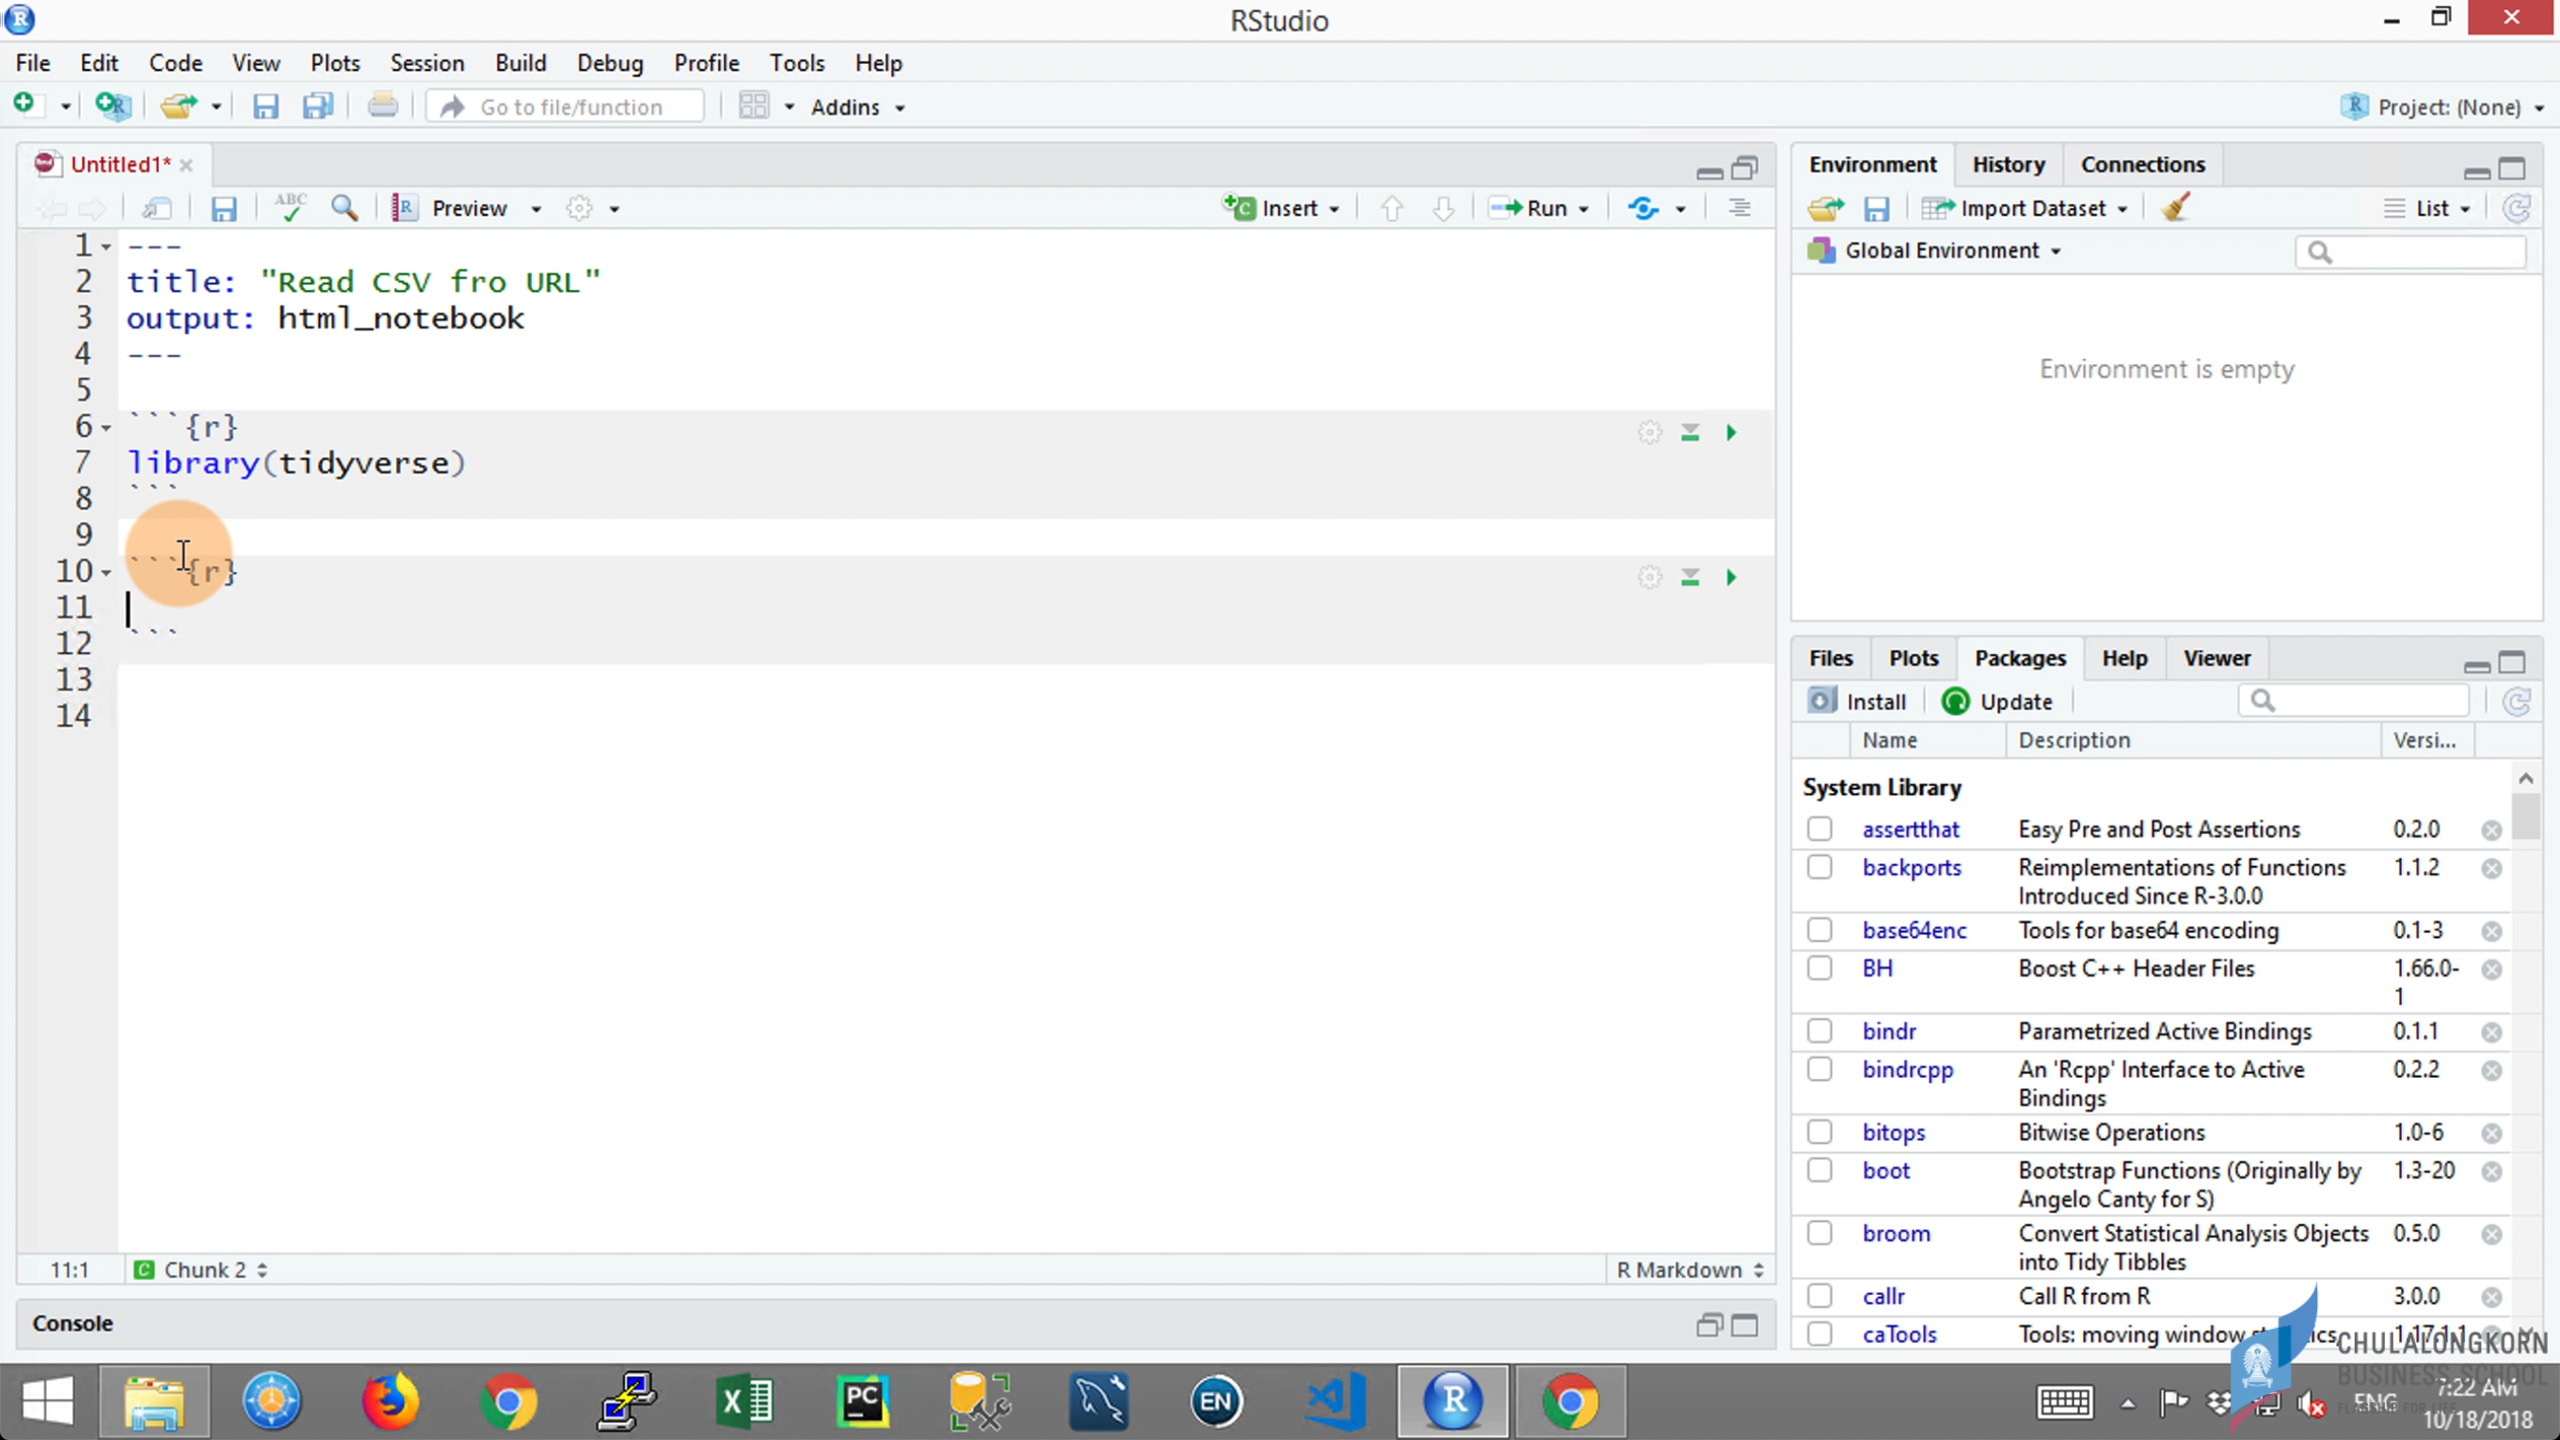 RStudio
File Edit Code View Plots Session Build Debug Profile Tools Help
Go to file/function Addins Project: (None)
Untitled1*
ABC Preview Insert Run
1 ---
2 title: "Read CSV fro URL"
3 output: html_notebook
4 ---
5
6 ```{r}
7 library(tidyverse)
8 ```
9
10 ```{r}
11
12 ```
13
14
11:1 Chunk 2 R Markdown
Console
Environment History Connections
Import Dataset List
Global Environment
Environment is empty
Files Plots Packages Help Viewer
Install Update
Name Description Versi...
System Library
assertthat Easy Pre and Post Assertions 0.2.0
backports Reimplementations of Functions 1.1.2
Introduced Since R-3.0.0
base64enc Tools for base64 encoding 0.1-3
BH Boost C++ Header Files 1.66.0-
1
bindr Parametrized Active Bindings 0.1.1
bindrcpp An 'Rcpp' Interface to Active 0.2.2
Bindings
bitops Bitwise Operations 1.0-6
boot Bootstrap Functions (Originally by 1.3-20
Angelo Canty for S)
broom Convert Statistical Analysis Objects 0.5.0
into Tidy Tibbles
callr Call R from R 3.0.0
caTools Tools: moving window 1.17.1.1
CHULALONGKORN
BUSINESS SCHOOL
PC EN R ENG 7:22 AM
10/18/2018